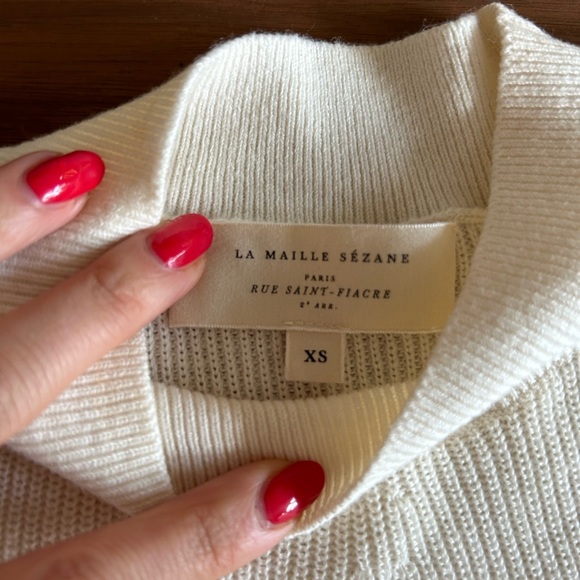 LA MAILLE SÉZANE
PARIS
RUE SAINT-FIACRE
2e ARR.
XS